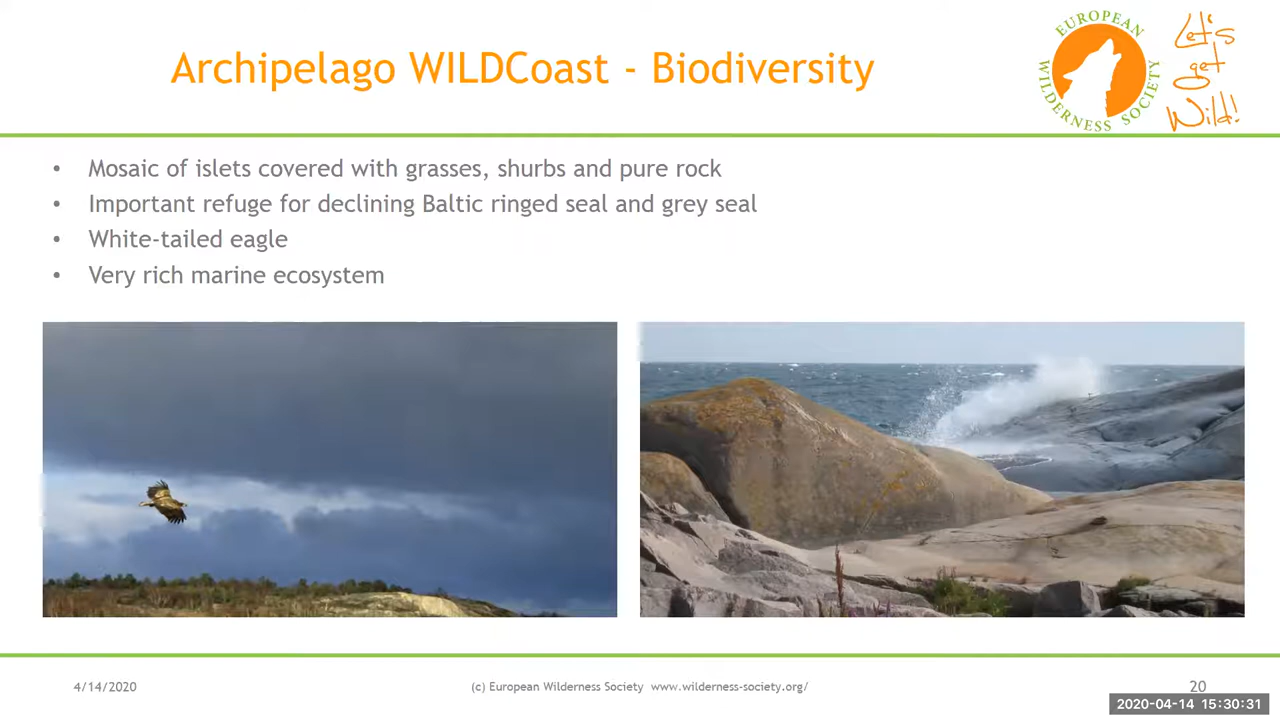 Archipelago WILDCoast - Biodiversity
EUROPEAN
WILDERNESS SOCIETY
Let's
get
Wild!
• Mosaic of islets covered with grasses, shurbs and pure rock
• Important refuge for declining Baltic ringed seal and grey seal
• White-tailed eagle
• Very rich marine ecosystem
4/14/2020
(c) European Wilderness Society www.wilderness-society.org/
20
2020-04-14 15:30:31